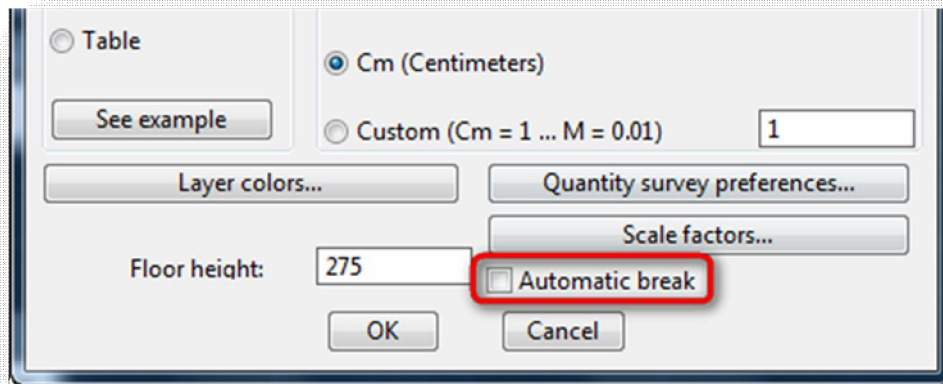 Table
Cm (Centimeters)
See example
Custom (Cm = 1 ... M = 0.01)
1
Layer colors...
Quantity survey preferences...
Scale factors...
Floor height:
275
Automatic break
OK
Cancel